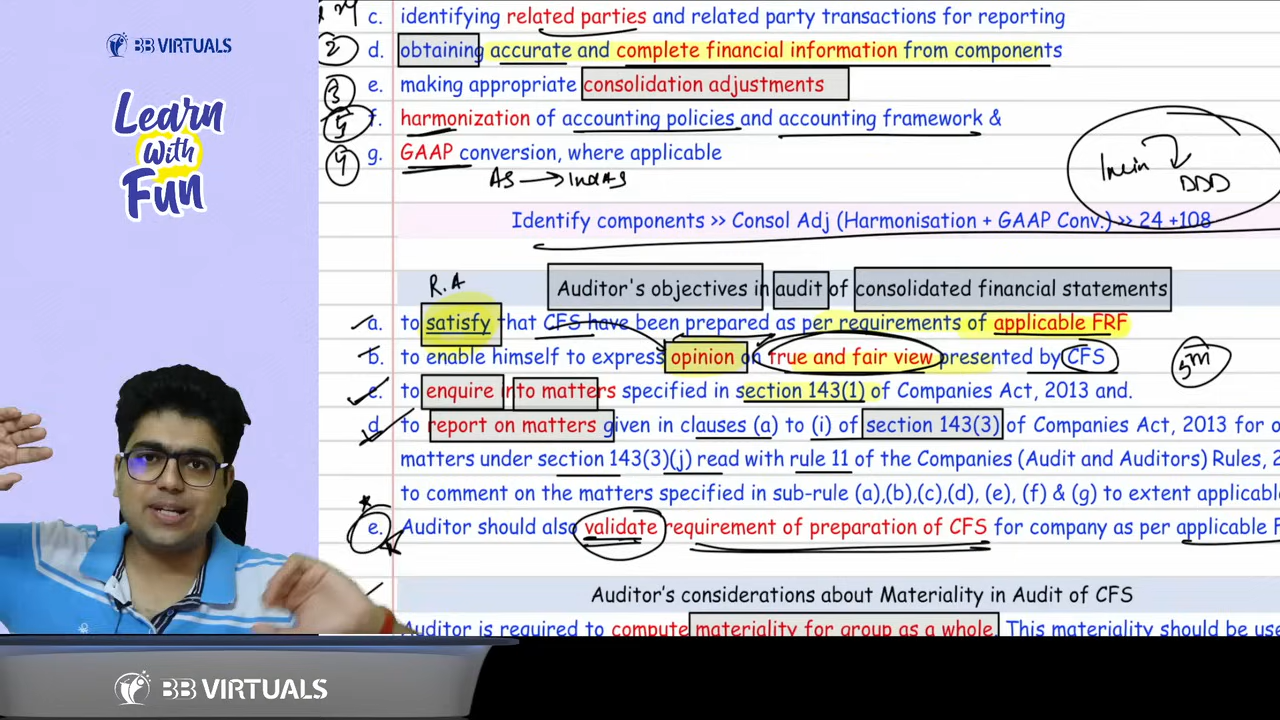 BB VIRTUALS
Learn
With
Fun
c. identifying related parties and related party transactions for reporting
2 d. obtaining accurate and complete financial information from components
3 e. making appropriate consolidation adjustments
5 f. harmonization of accounting policies and accounting framework &
4 g. GAAP conversion, where applicable
AS → Ind AS
DDD
Identify components >> Consol Adj (Harmonisation + GAAP Conv.) >> 24 +108
R.A
Auditor's objectives in audit of consolidated financial statements
a. to satisfy that CFS have been prepared as per requirements of applicable FRF
b. to enable himself to express opinion on true and fair view presented by CFS
5m
c. to enquire into matters specified in section 143(1) of Companies Act, 2013 and.
d. to report on matters given in clauses (a) to (i) of section 143(3) of Companies Act, 2013 for o
matters under section 143(3)(j) read with rule 11 of the Companies (Audit and Auditors) Rules, 2
to comment on the matters specified in sub-rule (a),(b),(c),(d), (e), (f) & (g) to extent applicabl
e. Auditor should also validate requirement of preparation of CFS for company as per applicable F
Auditor's considerations about Materiality in Audit of CFS
Auditor is required to compute materiality for group as a whole. This materiality should be use
BB VIRTUALS